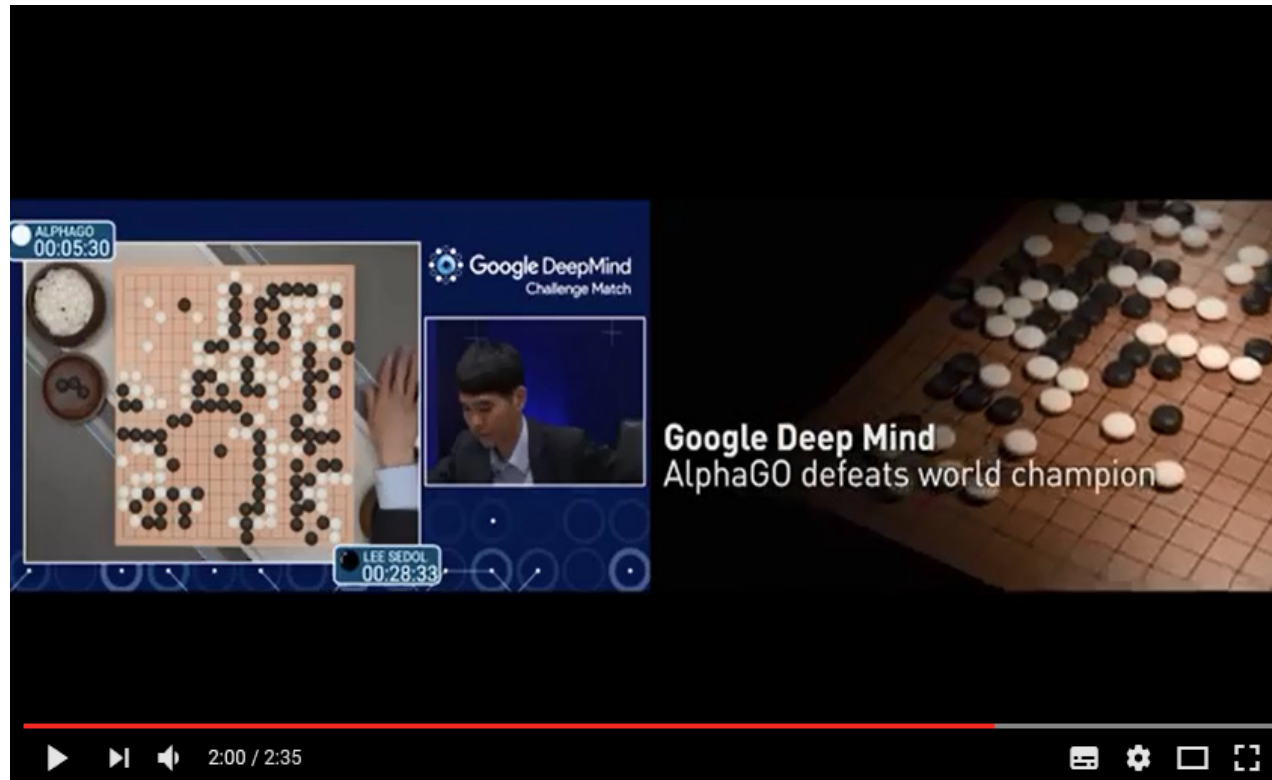 ALPHAGO
00:05:30
Google DeepMind
Challenge Match
LEE SEDOL
00:28:33
Google Deep Mind
AlphaGO defeats world champion
2:00 / 2:35